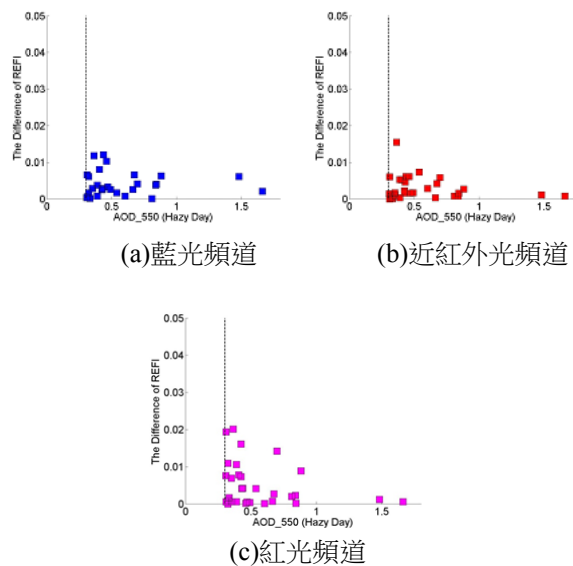 0.05
0.04
0.03
0.02
0.01
0
The Difference of REFI
0 0.5 1 1.5
AOD_550 (Hazy Day)
(a)藍光頻道
0.05
0.04
0.03
0.02
0.01
0
The Difference of REFI
0 0.5 1 1.5
AOD_550 (Hazy Day)
(b)近紅外光頻道
0.05
0.04
0.03
0.02
0.01
0
The Difference of REFI
0 0.5 1 1.5
AOD_550 (Hazy Day)
(c)紅光頻道